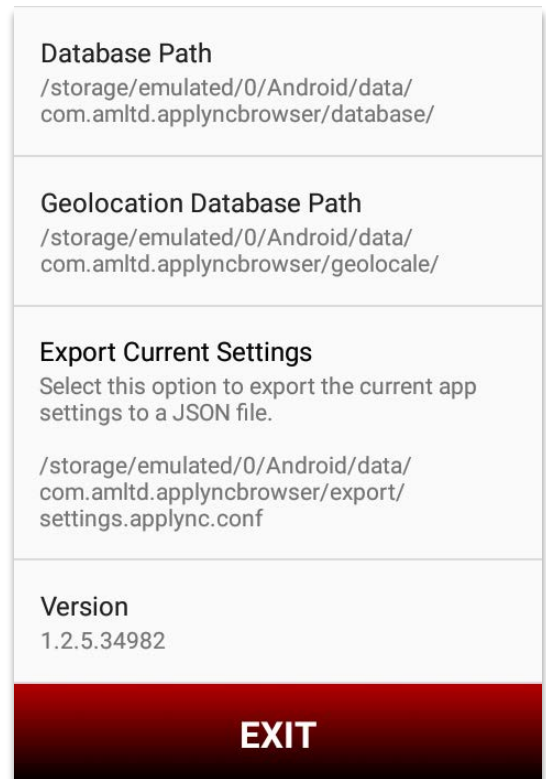 Database Path
/storage/emulated/0/Android/data/
com.amltd.applyncbrowser/database/
Geolocation Database Path
/storage/emulated/0/Android/data/
com.amltd.applyncbrowser/geolocale/
Export Current Settings
Select this option to export the current app
settings to a JSON file.
/storage/emulated/0/Android/data/
com.amltd.applyncbrowser/export/
settings.applync.conf
Version
1.2.5.34982
EXIT